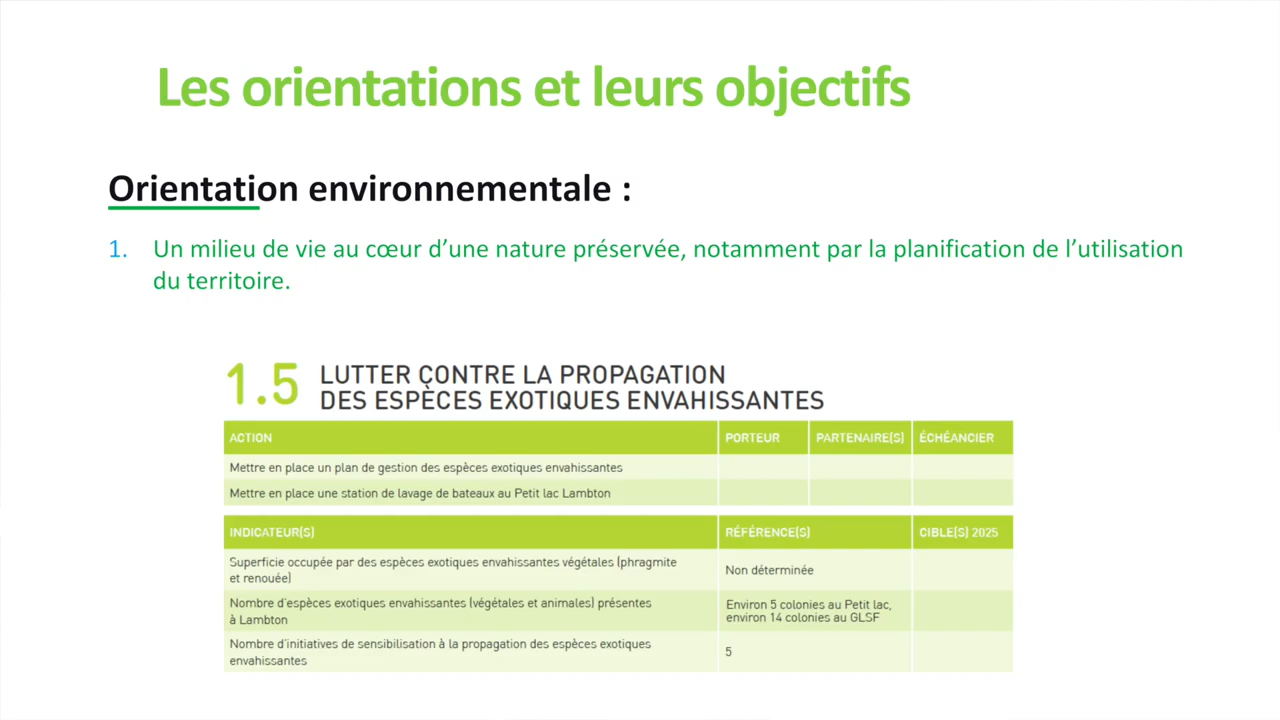 Les orientations et leurs objectifs
Orientation environnementale :
1. Un milieu de vie au cœur d’une nature préservée, notamment par la planification de l’utilisation
du territoire.
1.5 LUTTER CONTRE LA PROPAGATION
DES ESPÈCES EXOTIQUES ENVAHISSANTES
ACTION PORTEUR PARTENAIRE(S) ÉCHÉANCIER
Mettre en place un plan de gestion des espèces exotiques envahissantes
Mettre en place une station de lavage de bateaux au Petit lac Lambton
INDICATEUR(S) RÉFÉRENCE(S) CIBLE(S) 2025
Superficie occupée par des espèces exotiques envahissantes végétales (phragmite
et renouée)
Non déterminée
Nombre d’espèces exotiques envahissantes (végétales et animales) présentes
à Lambton
Environ 5 colonies au Petit lac,
environ 14 colonies au GLSF
Nombre d’initiatives de sensibilisation à la propagation des espèces exotiques
envahissantes
5